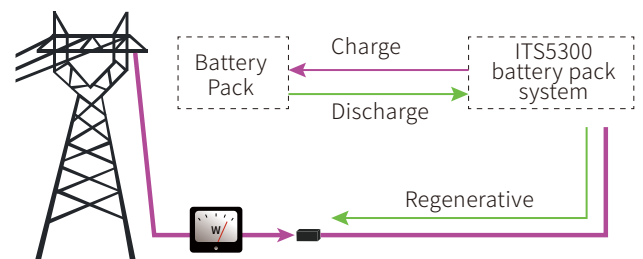 Charge
Battery
Pack
ITS5300
battery pack
system
Discharge
Regenerative
W